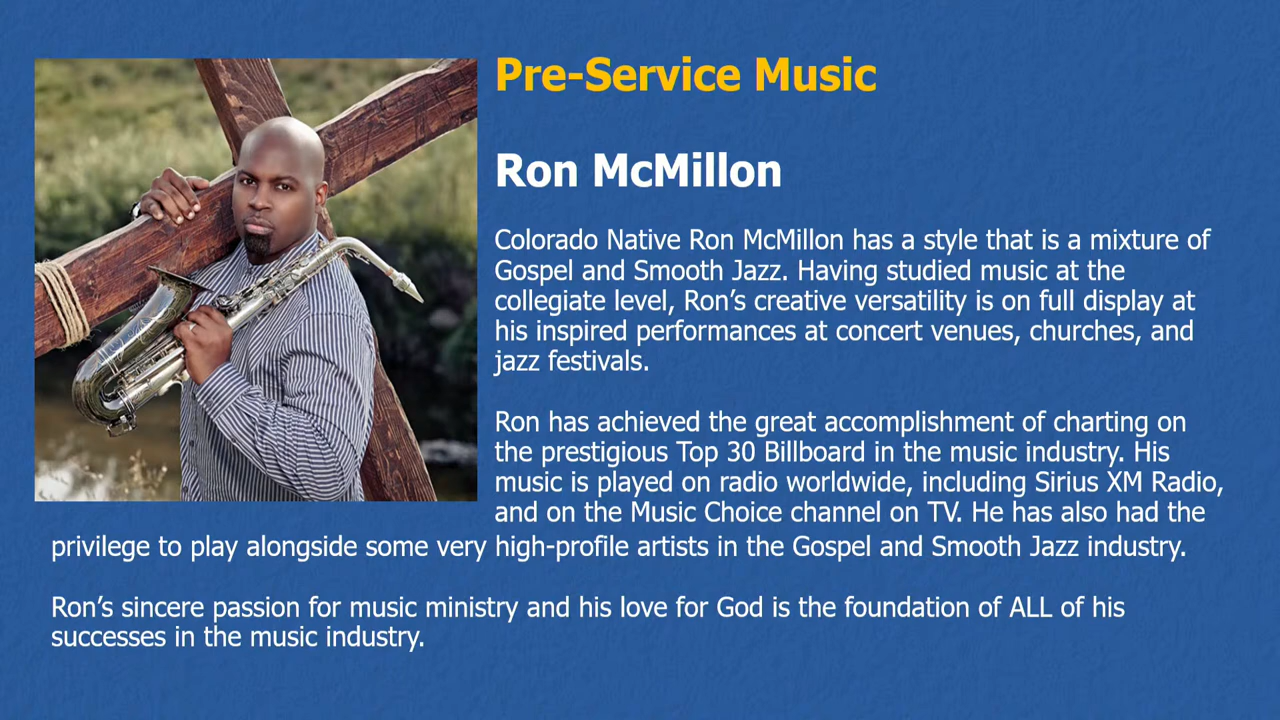 Pre-Service Music
Ron McMillon
Colorado Native Ron McMillon has a style that is a mixture of
Gospel and Smooth Jazz. Having studied music at the
collegiate level, Ron’s creative versatility is on full display at
his inspired performances at concert venues, churches, and
jazz festivals.
Ron has achieved the great accomplishment of charting on
the prestigious Top 30 Billboard in the music industry. His
music is played on radio worldwide, including Sirius XM Radio,
and on the Music Choice channel on TV. He has also had the
privilege to play alongside some very high-profile artists in the Gospel and Smooth Jazz industry.
Ron’s sincere passion for music ministry and his love for God is the foundation of ALL of his
successes in the music industry.